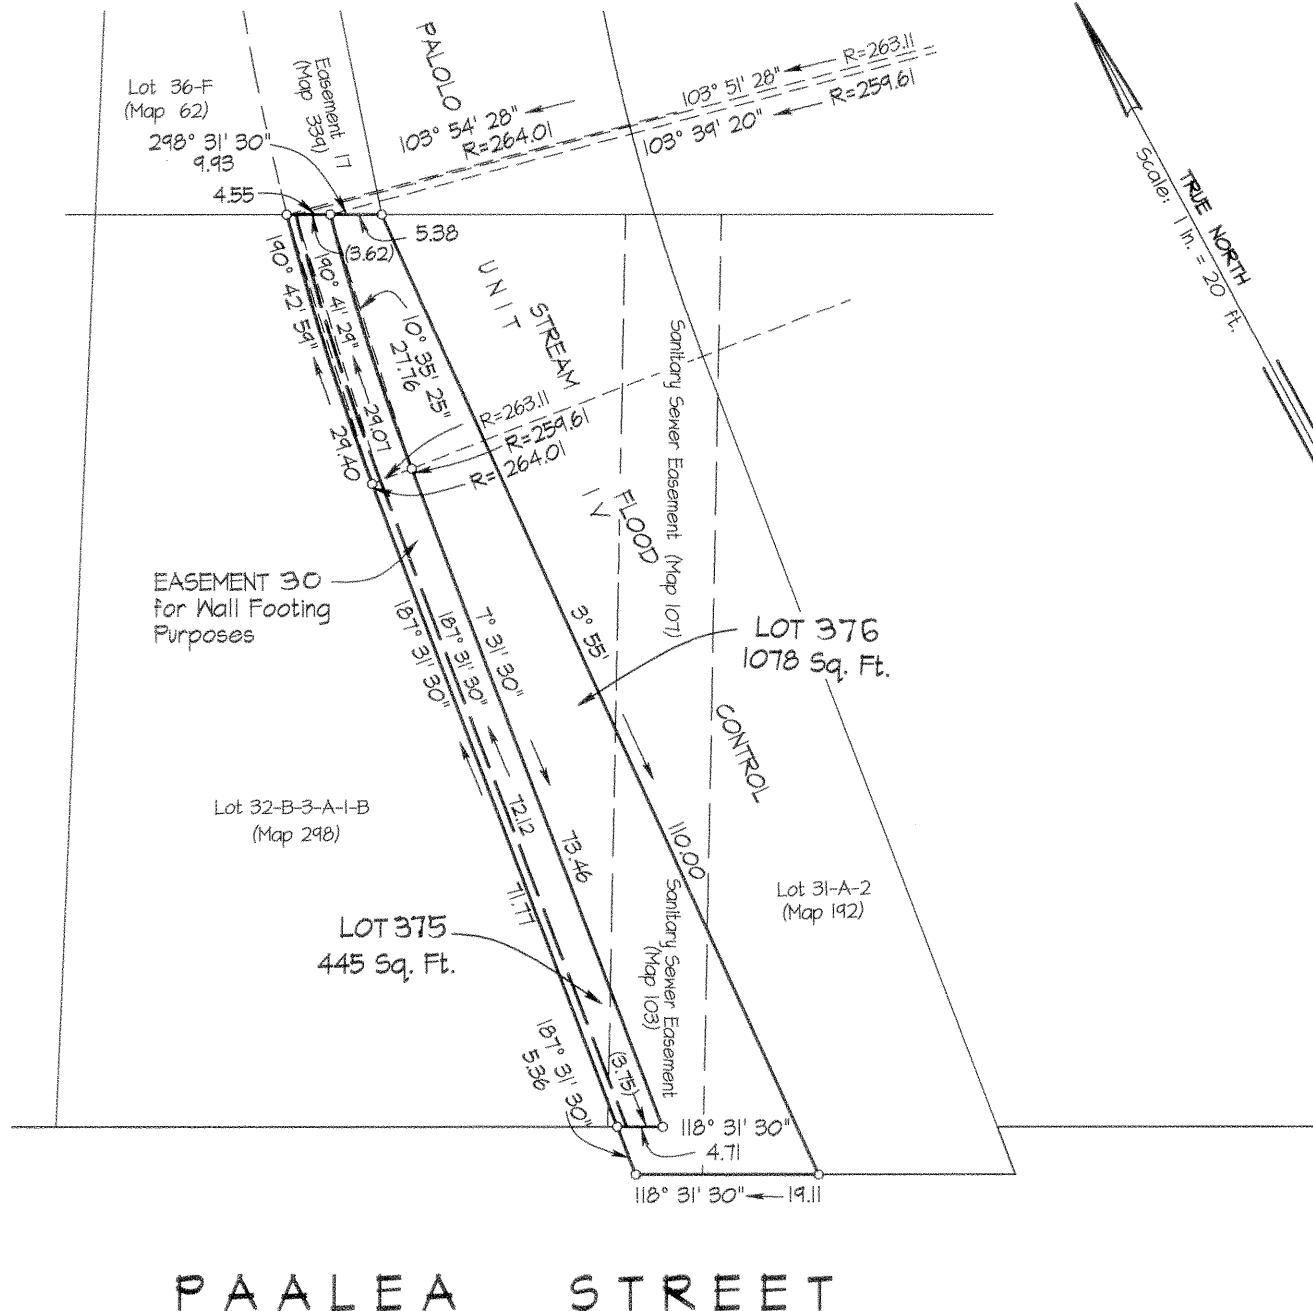 Lot 36-F
(Map 62)
298° 31' 30"
9.93
4.55
Easement 17
(Map 339)
PALOLO
103° 54' 28"
R=264.01
103° 51' 28"
R=263.11
103° 39' 20"
R=259.61
TRUE NORTH
Scale: 1 in. = 20 ft.
(3.62)
5.38
190° 42' 59"
29.40
190° 41' 29"
29.07
10° 35' 25"
27.76
UNIT
STREAM
R=263.11
R=259.61
R= 264.01
Sanitary Sewer Easement (Map 107)
IV
FLOOD
EASEMENT 30
for Wall Footing
Purposes
187° 31' 30"
187° 31' 30"
7° 31' 30"
3° 55'
LOT 376
1078 Sq. Ft.
CONTROL
Lot 32-B-3-A-1-B
(Map 298)
72.12
73.46
71.77
110.00
Lot 31-A-2
(Map 192)
LOT 375
445 Sq. Ft.
Sanitary Sewer Easement
(Map 103)
187° 31' 30"
5.36
(3.75)
118° 31' 30"
4.71
118° 31' 30"
19.11
PAALEA STREET